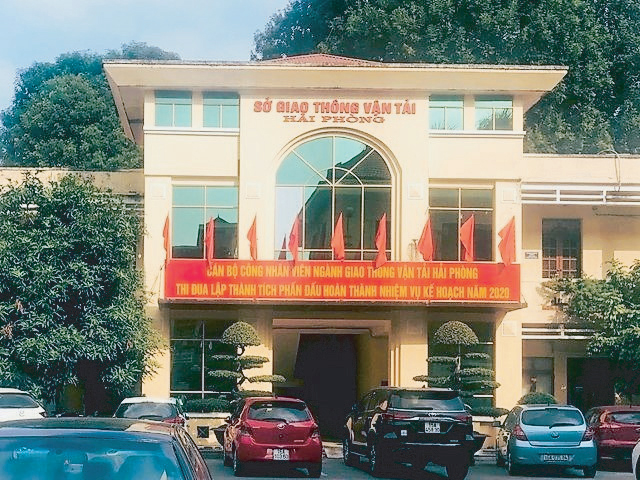 SỞ GIAO THÔNG VẬN TẢI
HẢI PHÒNG
CÁN BỘ CÔNG NHÂN VIÊN NGÀNH GIAO THÔNG VẬN TẢI HẢI PHÒNG
THI ĐUA LẬP THÀNH TÍCH PHẤN ĐẤU HOÀN THÀNH NHIỆM VỤ KẾ HOẠCH NĂM 2020